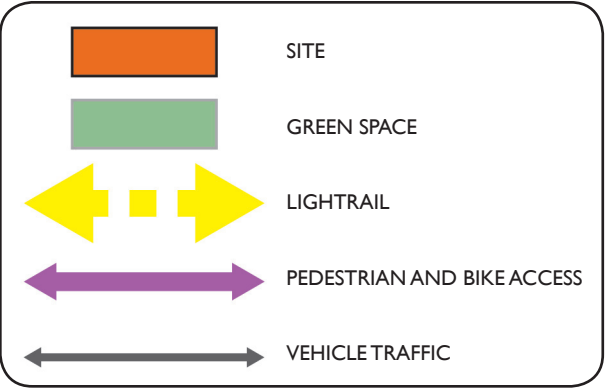 SITE
GREEN SPACE
LIGHTRAIL
PEDESTRIAN AND BIKE ACCESS
VEHICLE TRAFFIC